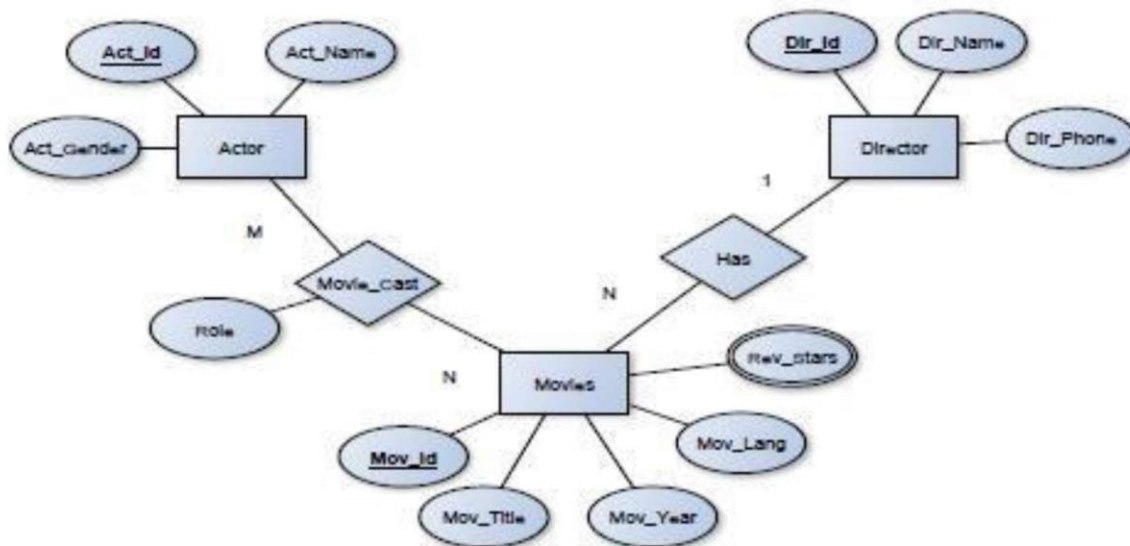 Act_Id
Act_Name
Dir_Id
Dir_Name
Act_Gender
Actor
Director
Dir_Phone
1
M
Has
Movie_Cast
N
Role
Rev_Stars
N
Movies
Mov_Lang
Mov_Id
Mov_Title
Mov_Year